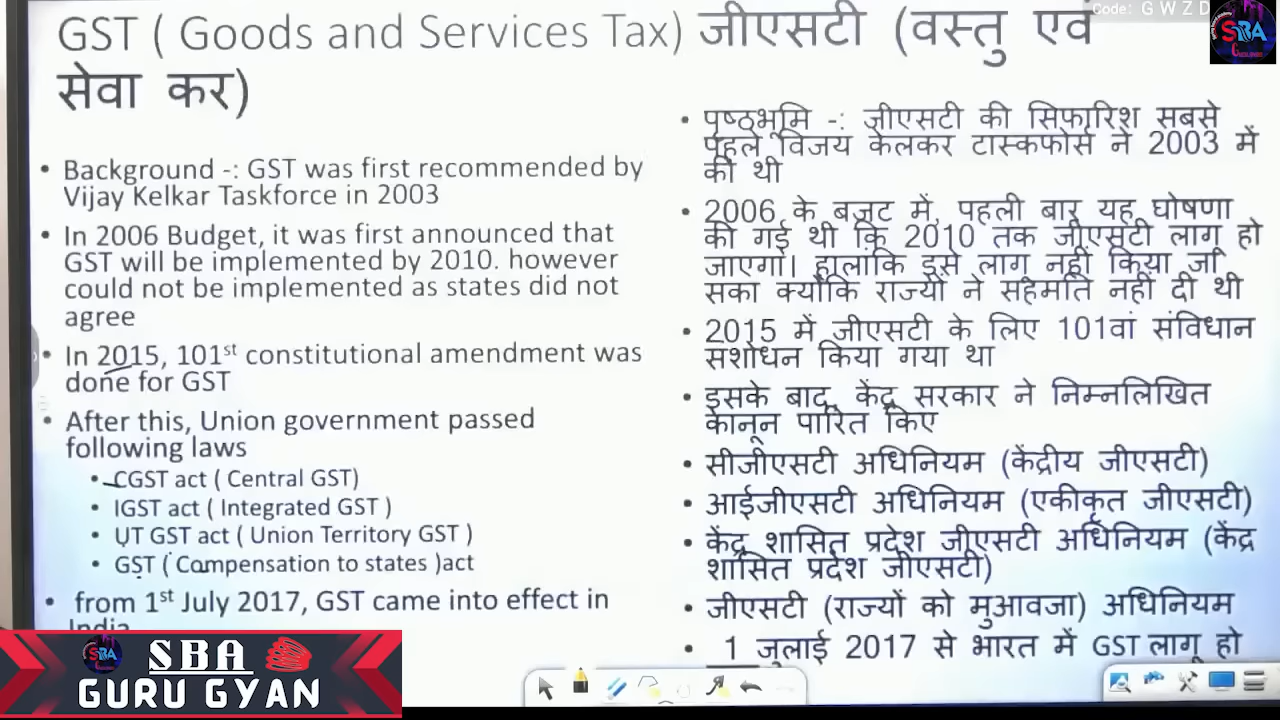 Code: G W Z D
GST ( Goods and Services Tax) जीएसटी (वस्तु एवं
सेवा कर)
SBA
• Background -: GST was first recommended by
Vijay Kelkar Taskforce in 2003
• In 2006 Budget, it was first announced that
GST will be implemented by 2010. however
could not be implemented as states did not
agree
• In 2015, 101st constitutional amendment was
done for GST
• After this, Union government passed
following laws
• CGST act ( Central GST)
• IGST act ( Integrated GST )
• UT GST act ( Union Territory GST )
• GST ( Compensation to states )act
• from 1st July 2017, GST came into effect in
India
• पृष्ठभूमि -: जीएसटी की सिफारिश सबसे
पहले विजय केलकर टास्कफोर्स ने 2003 में
की थी
• 2006 के बजट में, पहली बार यह घोषणा
की गई थी कि 2010 तक जीएसटी लागू हो
जाएगा। हालांकि इसे लागू नहीं किया जा
सका क्योंकि राज्यों ने सहमति नहीं दी थी
• 2015 में जीएसटी के लिए 101वां संविधान
संशोधन किया गया था
• इसके बाद, केंद्र सरकार ने निम्नलिखित
कानून पारित किए
• सीजीएसटी अधिनियम (केंद्रीय जीएसटी)
• आईजीएसटी अधिनियम (एकीकृत जीएसटी)
• केंद्र शासित प्रदेश जीएसटी अधिनियम (केंद्र
शासित प्रदेश जीएसटी)
• जीएसटी (राज्यों को मुआवजा) अधिनियम
• 1 जुलाई 2017 से भारत में GST लागू हो
SBA
SBA
GURU GYAN